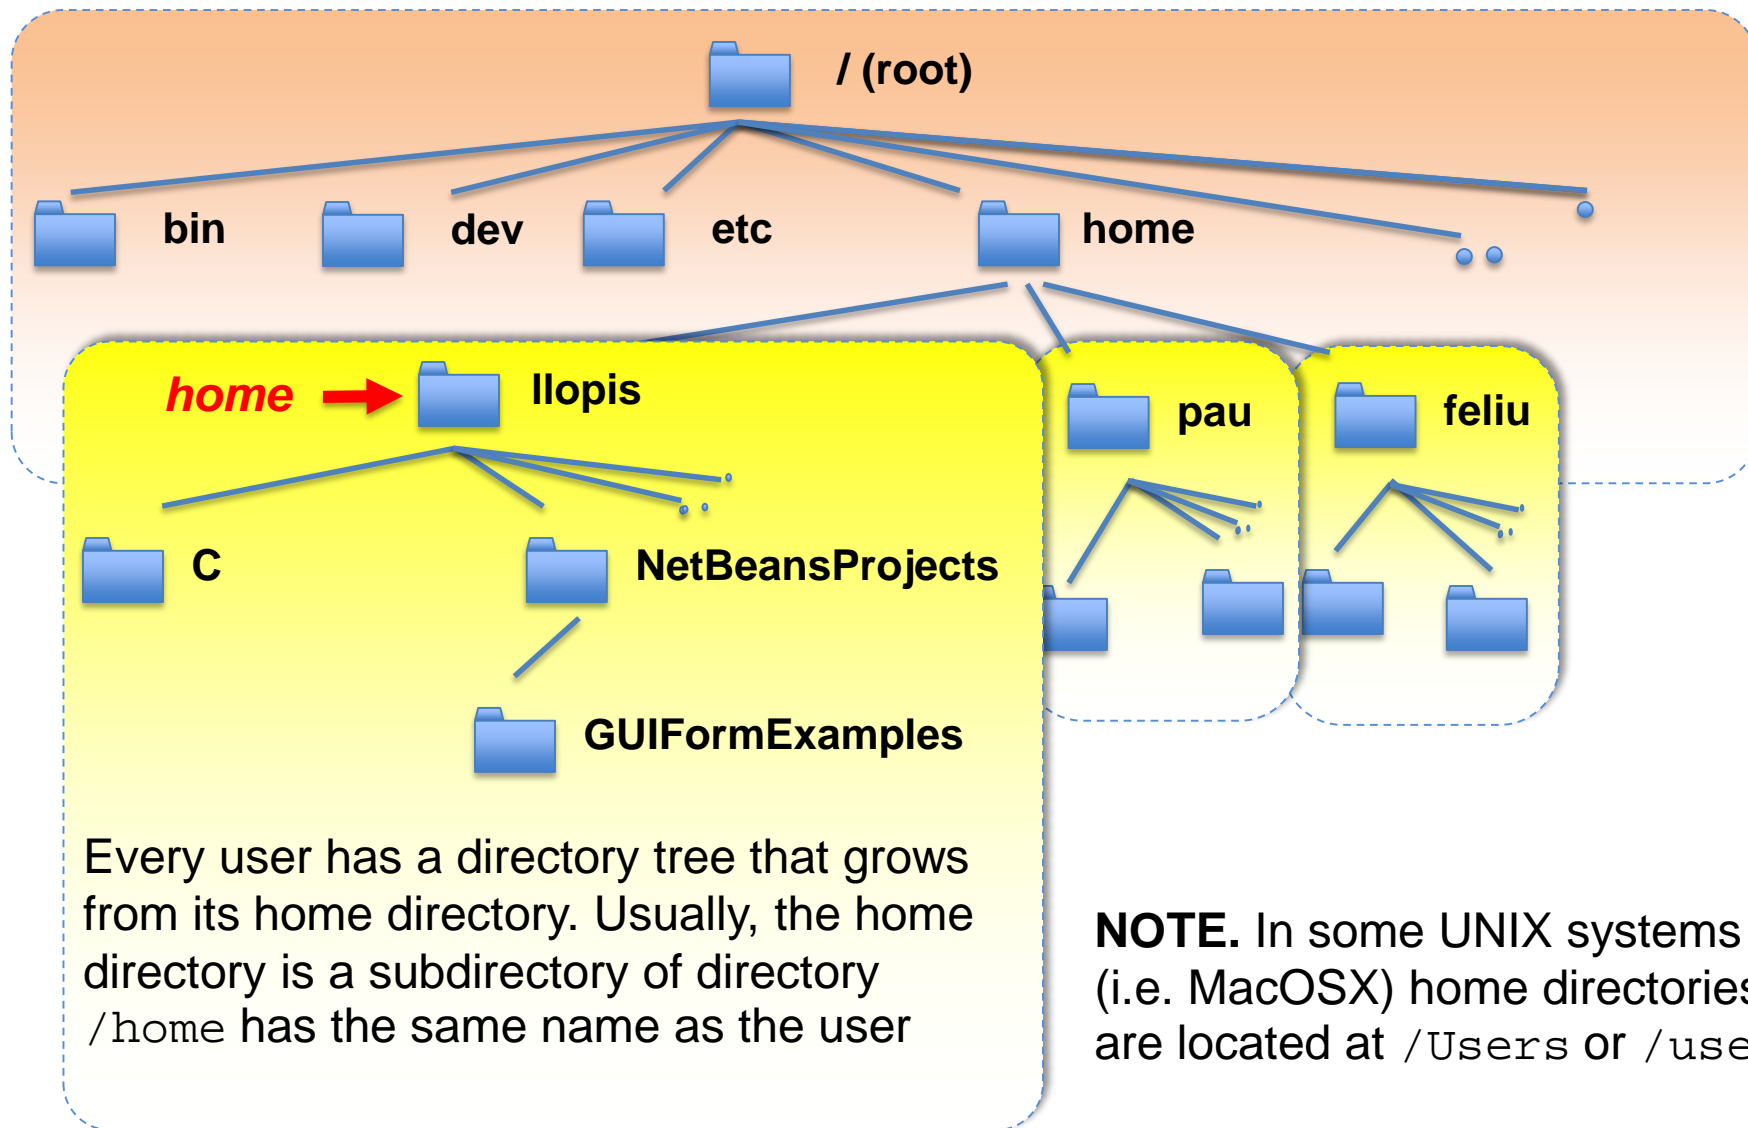 / (root)
bin
dev
etc
home
home
llopis
pau
feliu
C
NetBeansProjects
GUIFormExamples
Every user has a directory tree that grows
from its home directory. Usually, the home
directory is a subdirectory of directory
/home has the same name as the user
NOTE. In some UNIX systems
(i.e. MacOSX) home directories
are located at /Users or